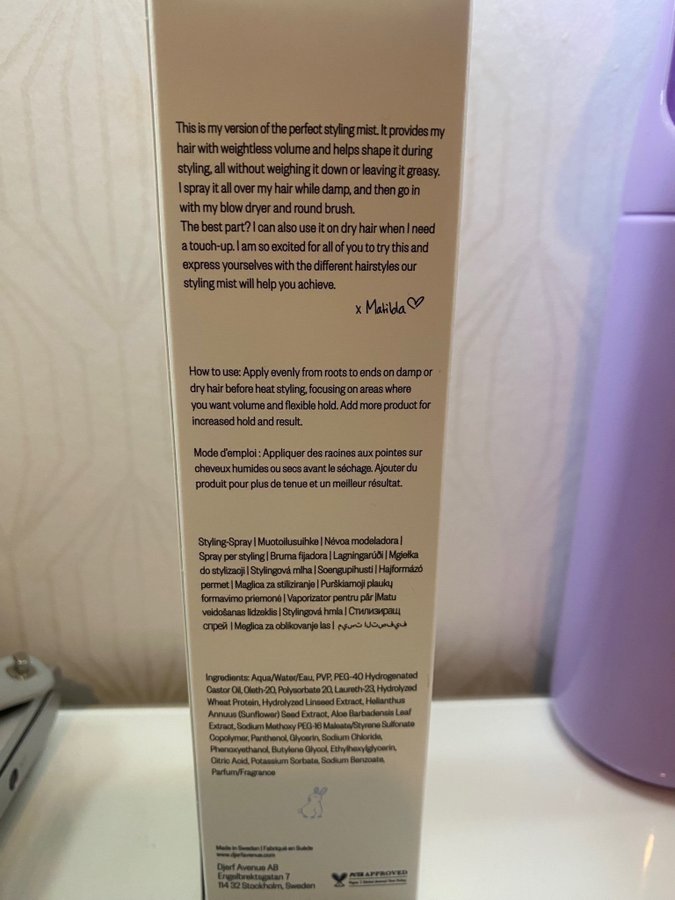 This is my version of the perfect styling mist. It provides my
hair with weightless volume and helps shape it during
styling, all without weighing it down or leaving it greasy.
I spray it all over my hair while damp, and then go in
with my blow dryer and round brush.
The best part? I can also use it on dry hair when I need
a touch-up. I am so excited for all of you to try this and
express yourselves with the different hairstyles our
styling mist will help you achieve.
x Matilda
How to use: Apply evenly from roots to ends on damp or
dry hair before heat styling, focusing on areas where
you want volume and flexible hold. Add more product for
increased hold and result.
Mode d'emploi : Appliquer des racines aux pointes sur
cheveux humides ou secs avant le séchage. Ajouter du
produit pour plus de tenue et un meilleur résultat.
Styling-Spray | Muotoilusuihke | Névoa modeladora |
Spray per styling | Bruma fijadora | Lagningarúði | Mgiełka
do stylizacji | Stylingová mlha | Soengupihusti | Hajformázó
permet | Maglica za stiliziranje | Purškiamoji plaukų
formavimo priemonė | Vaporizator pentru păr |Matu
veidošanas līdzeklis | Stylingová hmla | Стилизиращ
спрей | Meglica za oblikovanje las |
Ingredients: Aqua/Water/Eau, PVP, PEG-40 Hydrogenated
Castor Oil, Oleth-20, Polysorbate 20, Laureth-23, Hydrolyzed
Wheat Protein, Hydrolyzed Linseed Extract, Helianthus
Annuus (Sunflower) Seed Extract, Aloe Barbadensis Leaf
Extract, Sodium Methoxy PEG-16 Maleate/Styrene Sulfonate
Copolymer, Panthenol, Glycerin, Sodium Chloride,
Phenoxyethanol, Butylene Glycol, Ethylhexylglycerin,
Citric Acid, Potassium Sorbate, Sodium Benzoate,
Parfum/Fragrance
Made in Sweden | Fabriqué en Suède
www.djerfavenue.com
Djerf Avenue AB
Engelbrektsgatan 7
114 32 Stockholm, Sweden
APPROVED